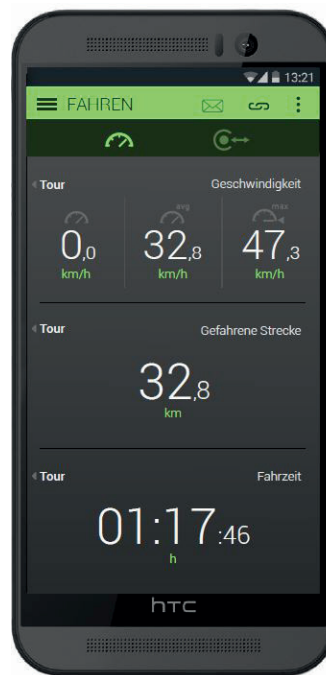 13:21
FAHREN
Tour Geschwindigkeit
avg max
0,0 32,8 47,3
km/h km/h km/h
Tour Gefahrene Strecke
32,8
km
Tour Fahrzeit
01:17:46
h
hTC